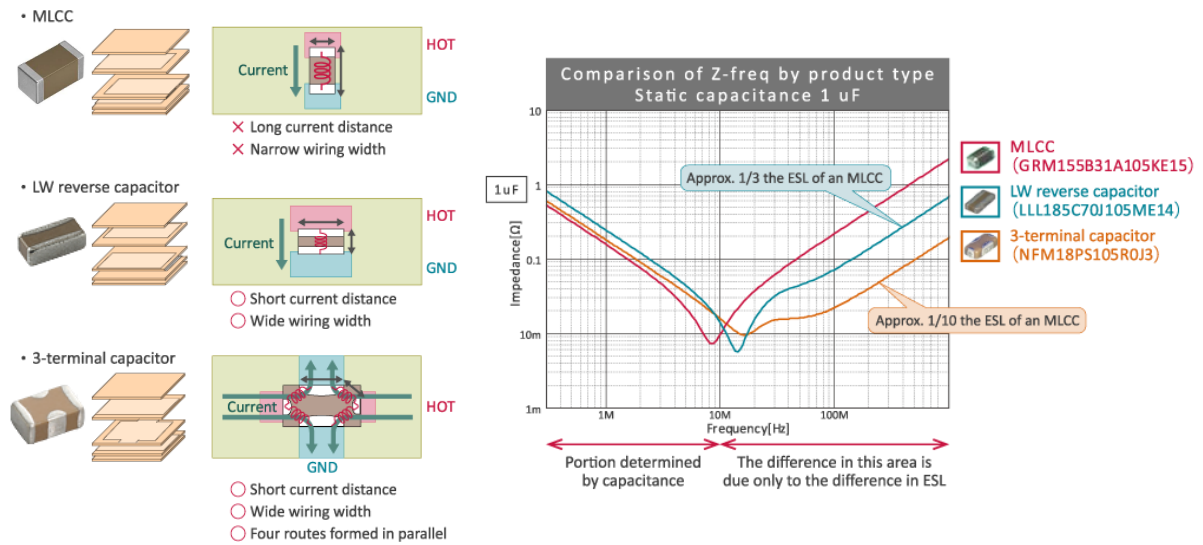 ・MLCC
HOT
Current
GND
× Long current distance
× Narrow wiring width
・LW reverse capacitor
HOT
Current
GND
○ Short current distance
○ Wide wiring width
・3-terminal capacitor
Current
HOT
GND
○ Short current distance
○ Wide wiring width
○ Four routes formed in parallel
Comparison of Z-freq by product type
Static capacitance 1 uF
1uF
Impedance[Ω]
10
1
0.1
10m
1m
1M
10M
100M
Frequency[Hz]
Approx. 1/3 the ESL of an MLCC
Approx. 1/10 the ESL of an MLCC
Portion determined
by capacitance
The difference in this area is
due only to the difference in ESL
MLCC
(GRM155B31A105KE15)
LW reverse capacitor
(LLL185C70J105ME14)
3-terminal capacitor
(NFM18PS105R0J3)